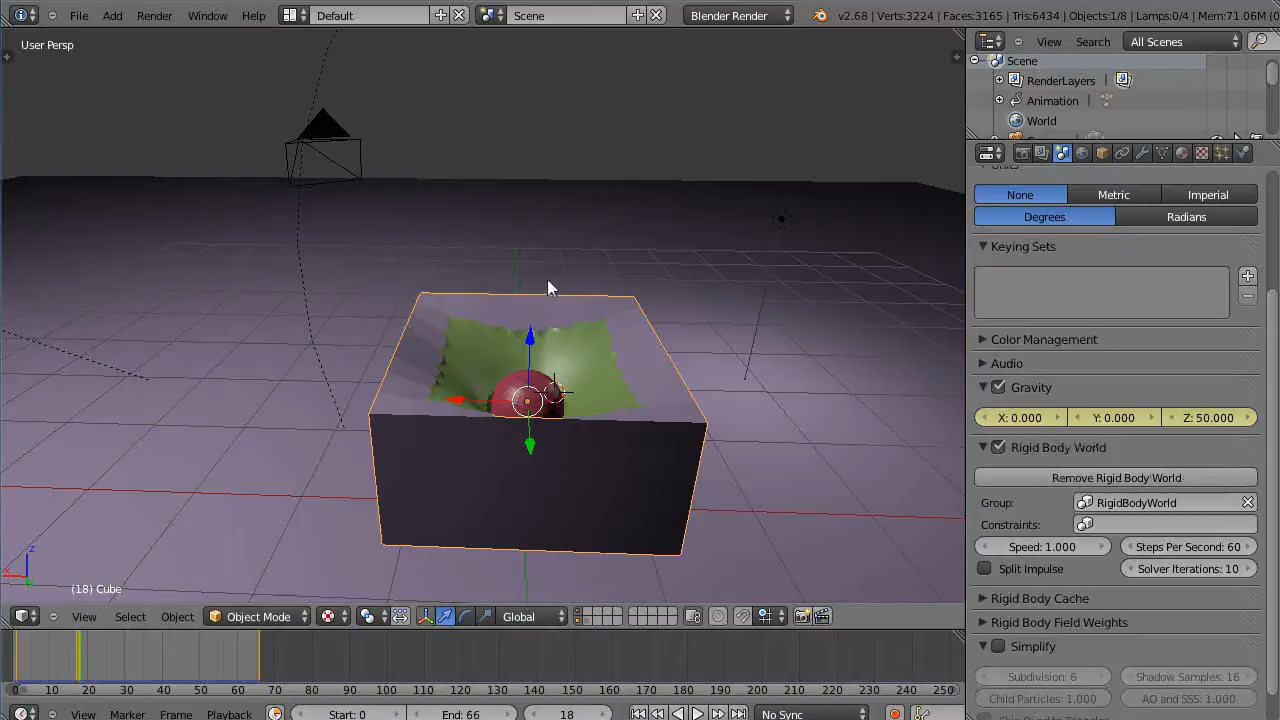 File Add Render Window Help Default Scene Blender Render v2.68 | Verts:3224 | Faces:3165 | Tris:6434 | Objects:1/8 | Lamps:0/4 | Mem:71.06M (0
User Persp
View Search All Scenes
Scene
RenderLayers
Animation
World
None Metric Imperial
Degrees Radians
Keying Sets
Color Management
Audio
Gravity
X: 0.000 Y: 0.000 Z: 50.000
Rigid Body World
Remove Rigid Body World
Group: RigidBodyWorld
Constraints:
Speed: 1.000 Steps Per Second: 60
Split Impulse Solver Iterations: 10
Rigid Body Cache
Rigid Body Field Weights
Simplify
Subdivision: 6 Shadow Samples: 16
Child Particles: 1.000 AO and SSS: 1.000
z
(18) Cube
View Select Object Object Mode Global
0 10 20 30 40 50 60 70 80 90 100 110 120 130 140 150 160 170 180 190 200 210 220 230 240 250
View Marker Frame Playback Start: 0 End: 66 18 No Sync